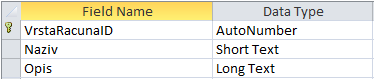 Field Name Data Type
VrstaRacunaID AutoNumber
Naziv Short Text
Opis Long Text